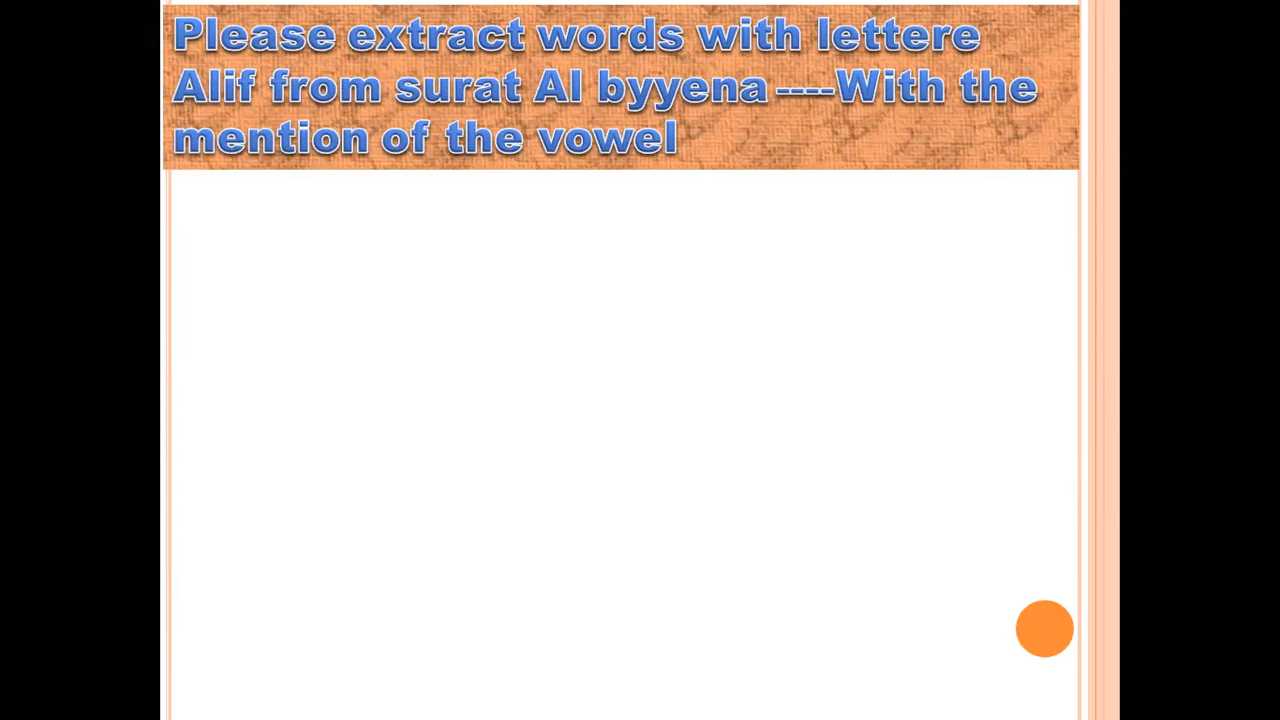 Please extract words with lettere
Alif from surat Al byyena ----With the
mention of the vowel